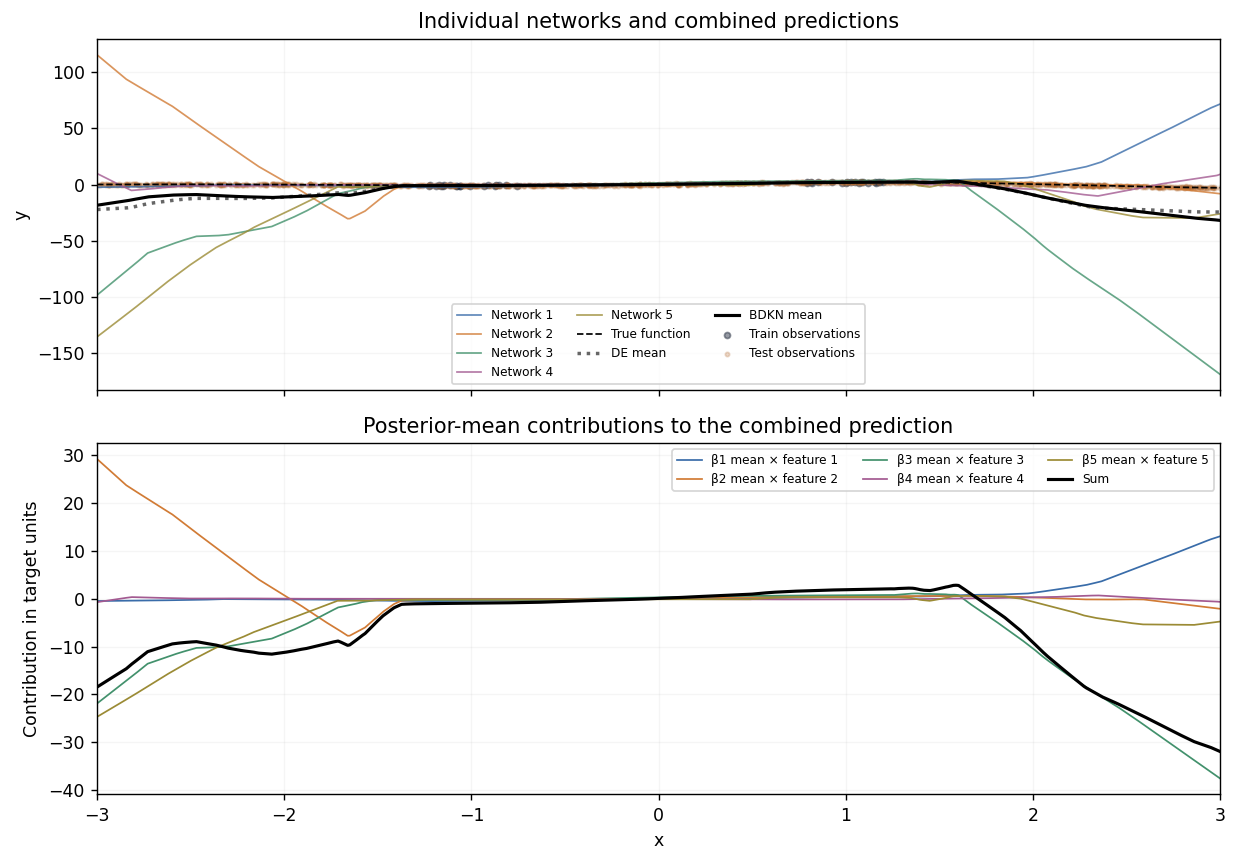 Individual networks and combined predictions
100
50
0
−50
−100
−150
y
Network 1
Network 2
Network 3
Network 4
Network 5
True function
DE mean
BDKN mean
Train observations
Test observations
Posterior-mean contributions to the combined prediction
30
20
10
0
−10
−20
−30
−40
Contribution in target units
β1 mean × feature 1
β2 mean × feature 2
β3 mean × feature 3
β4 mean × feature 4
β5 mean × feature 5
Sum
−3
−2
−1
0
1
2
3
x